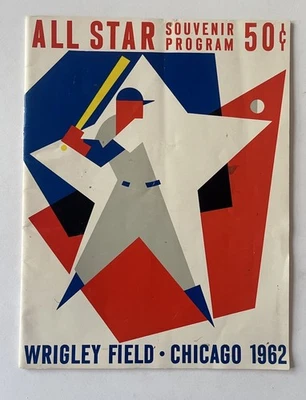 ALL STAR SOUVENIR PROGRAM 50¢
WRIGLEY FIELD • CHICAGO 1962